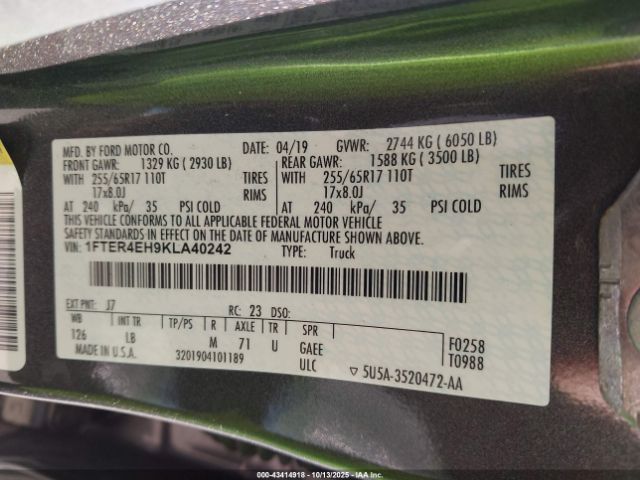 MFD. BY FORD MOTOR CO. DATE: 04/19 GVWR: 2744 KG ( 6050 LB)
FRONT GAWR: 1329 KG ( 2930 LB) REAR GAWR: 1588 KG ( 3500 LB)
WITH 255/65R17 110T TIRES WITH 255/65R17 110T TIRES
17x8.0J RIMS 17x8.0J RIMS
AT 240 kPa/ 35 PSI COLD AT 240 kPa/ 35 PSI COLD
THIS VEHICLE CONFORMS TO ALL APPLICABLE FEDERAL MOTOR VEHICLE
SAFETY STANDARDS IN EFFECT ON THE DATE OF MANUFACTURE SHOWN ABOVE.
VIN: 1FTER4EH9KLA40242 TYPE: Truck
EXT PNT: J7 RC: 23 DSO:
WB INT TR TP/PS R AXLE TR SPR
126 LB M 71 U GAEE F0258
ULC T0988
MADE IN U.S.A. 3201904101189 ▽ 5U5A-3520472-AA
000-43414918 - 10/13/2025 - © IAA, Inc.